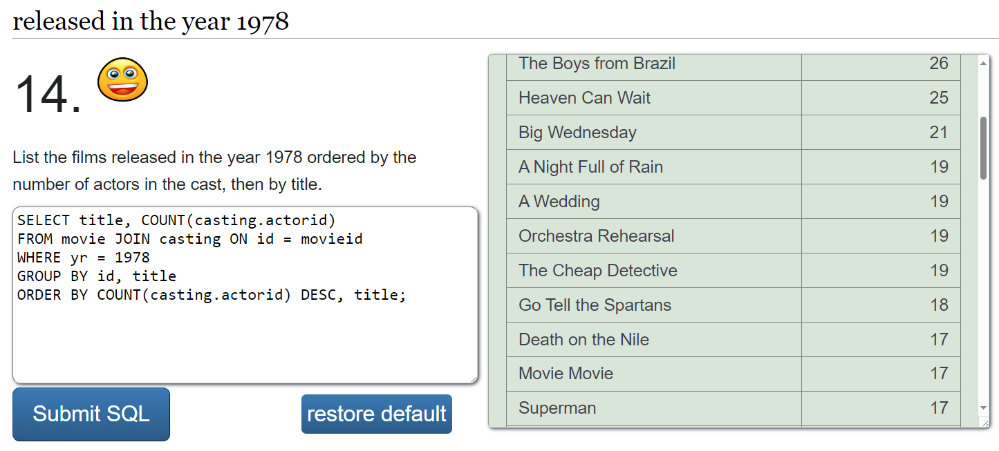 released in the year 1978
14.
List the films released in the year 1978 ordered by the
number of actors in the cast, then by title.
SELECT title, COUNT(casting.actorid)
FROM movie JOIN casting ON id = movieid
WHERE yr = 1978
GROUP BY id, title
ORDER BY COUNT(casting.actorid) DESC, title;
Submit SQL
restore default
The Boys from Brazil 26
Heaven Can Wait 25
Big Wednesday 21
A Night Full of Rain 19
A Wedding 19
Orchestra Rehearsal 19
The Cheap Detective 19
Go Tell the Spartans 18
Death on the Nile 17
Movie Movie 17
Superman 17